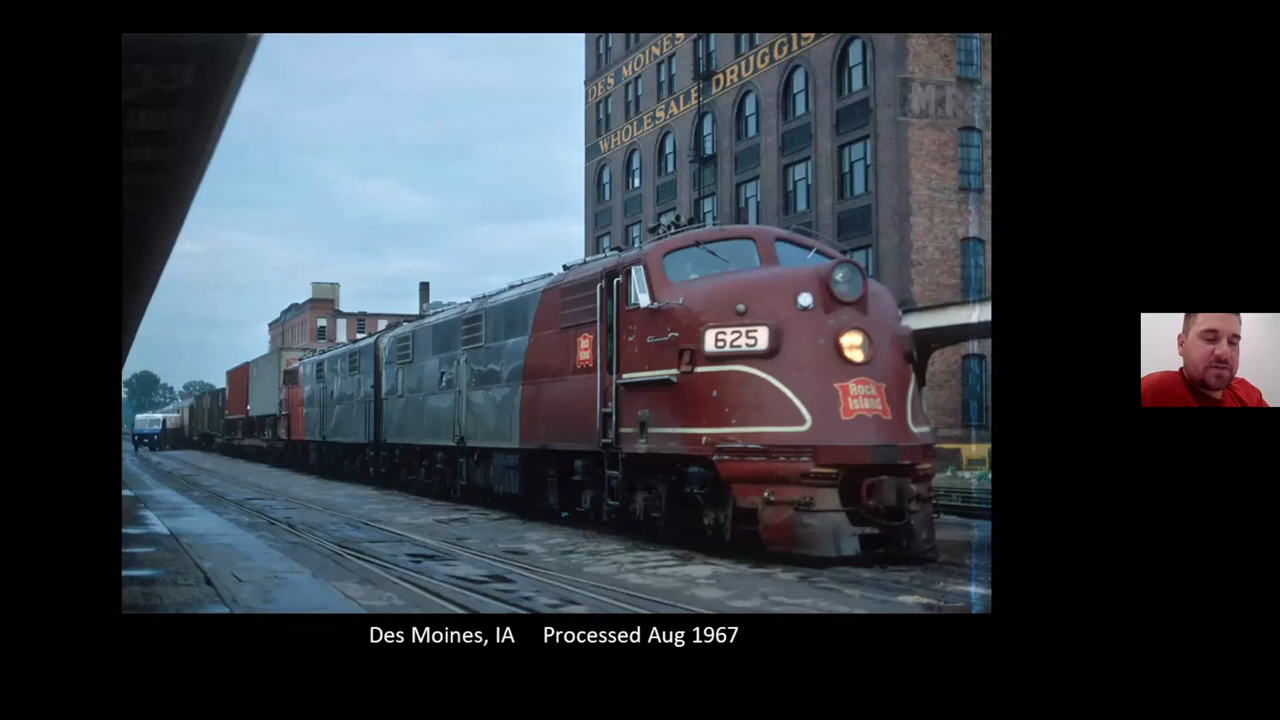 DES MOINES
WHOLESALE DRUGGIS
625
Rock
Island
Rock
Island
Des Moines, IA Processed Aug 1967